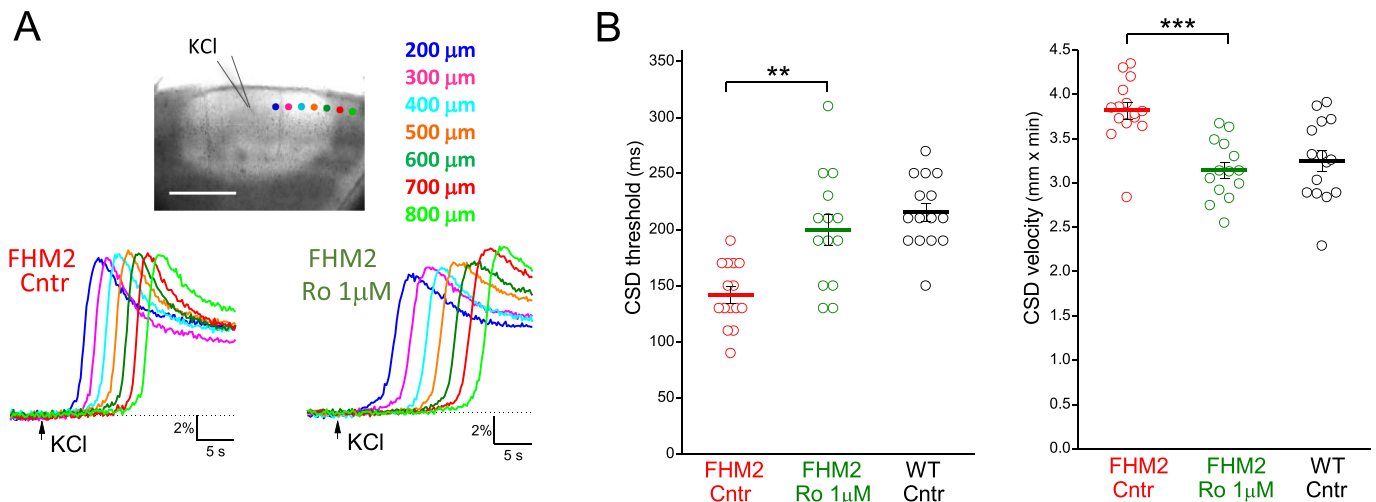 A
KCl
200 μm
300 μm
400 μm
500 μm
600 μm
700 μm
800 μm
FHM2
Cntr
2%
5 s
KCl
FHM2
Ro 1μM
2%
5 s
KCl
B
CSD threshold (ms)
350
300
250
200
150
100
50
0
**
FHM2
Cntr
FHM2
Ro 1μM
WT
Cntr
CSD velocity (mm x min)
4.5
4.0
3.5
3.0
2.5
4.0
1.5
1.0
0.5
0.0
***
FHM2
Cntr
FHM2
Ro 1μM
WT
Cntr